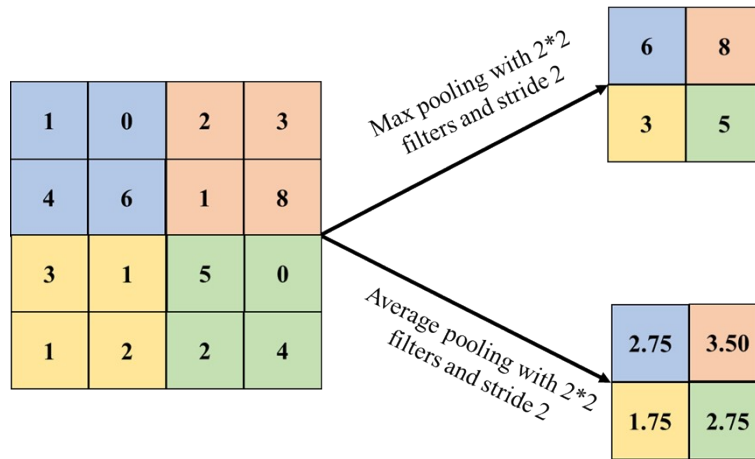 1 0 2 3
4 6 1 8
3 1 5 0
1 2 2 4
Max pooling with 2*2
filters and stride 2
6 8
3 5
Average pooling with 2*2
filters and stride 2
2.75 3.50
1.75 2.75